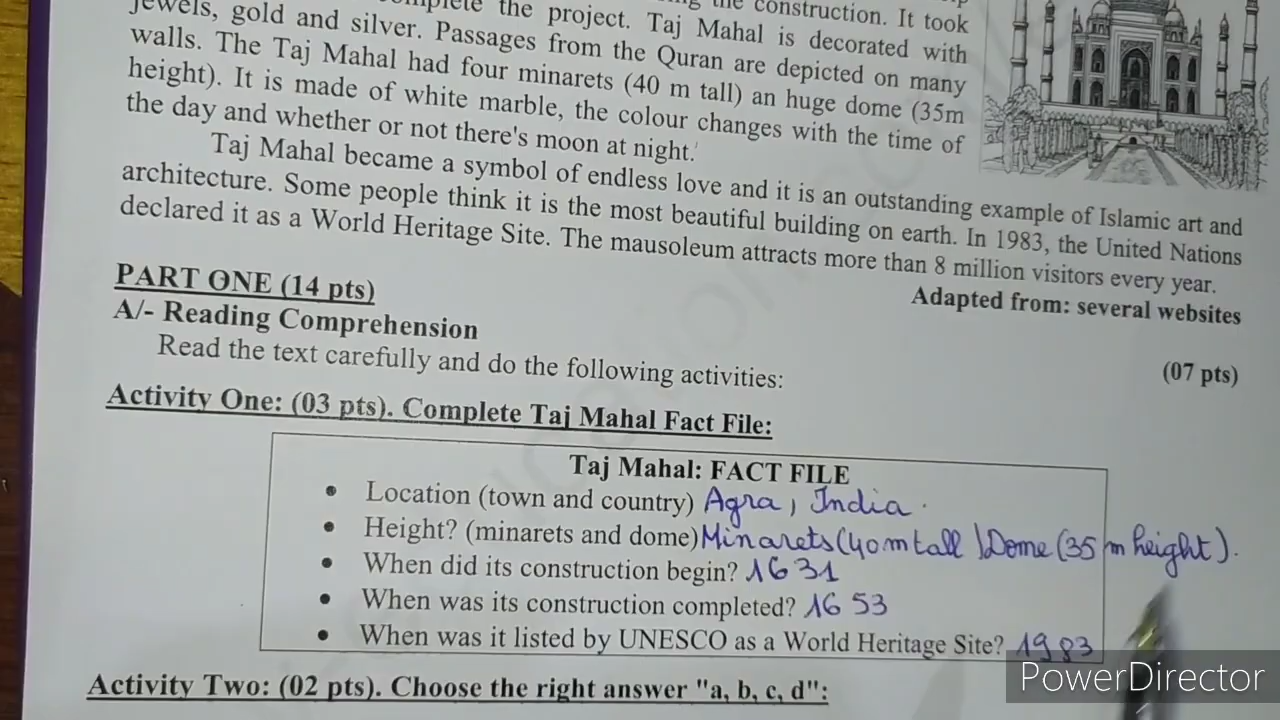 the construction. It took
the project. Taj Mahal is decorated with
jewels, gold and silver. Passages from the Quran are depicted on many
walls. The Taj Mahal had four minarets (40 m tall) an huge dome (35m
height). It is made of white marble, the colour changes with the time of
the day and whether or not there's moon at night.
Taj Mahal became a symbol of endless love and it is an outstanding example of Islamic art and
architecture. Some people think it is the most beautiful building on earth. In 1983, the United Nations
declared it as a World Heritage Site. The mausoleum attracts more than 8 million visitors every year.
Adapted from: several websites
PART ONE (14 pts)
A/- Reading Comprehension
(07 pts)
Read the text carefully and do the following activities:
Activity One: (03 pts). Complete Taj Mahal Fact File:
Taj Mahal: FACT FILE
• Location (town and country) Agra, India.
• Height? (minarets and dome) Minarets (40m tall) Dome (35 m height).
• When did its construction begin? 1631
• When was its construction completed? 1653
• When was it listed by UNESCO as a World Heritage Site? 1983
Activity Two: (02 pts). Choose the right answer "a, b, c, d":
PowerDirector